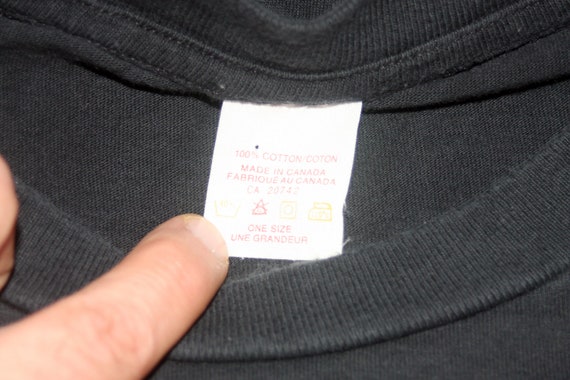 100% COTTON-COTON
MADE IN CANADA
FABRIQUÉ AU CANADA
CA 20742
ONE SIZE
UNE GRANDEUR